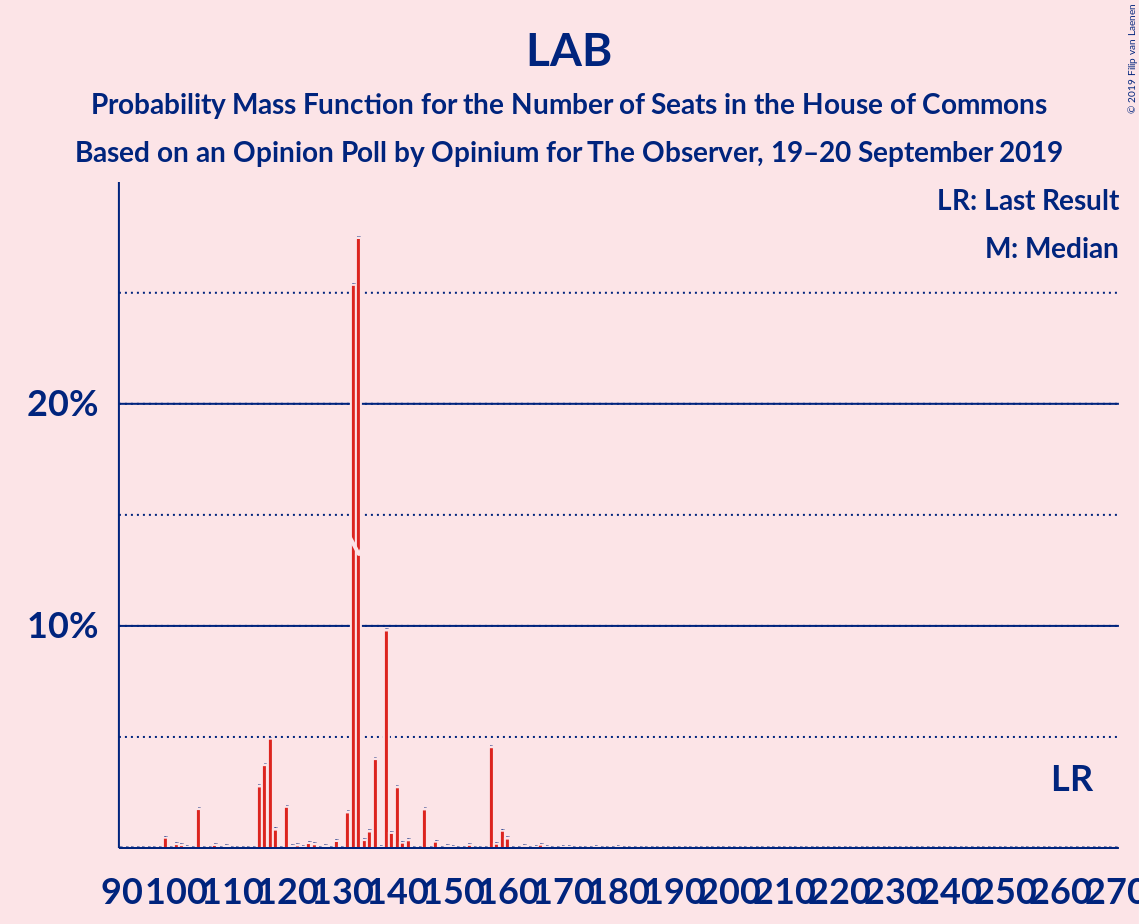 © 2019 Filip van Laenen
LAB
Probability Mass Function for the Number of Seats in the House of Commons
Based on an Opinion Poll by Opinium for The Observer, 19–20 September 2019
LR: Last Result
M: Median
20%
10%
LR
90 100 110 120 130 140 150 160 170 180 190 200 210 220 230 240 250 260 270